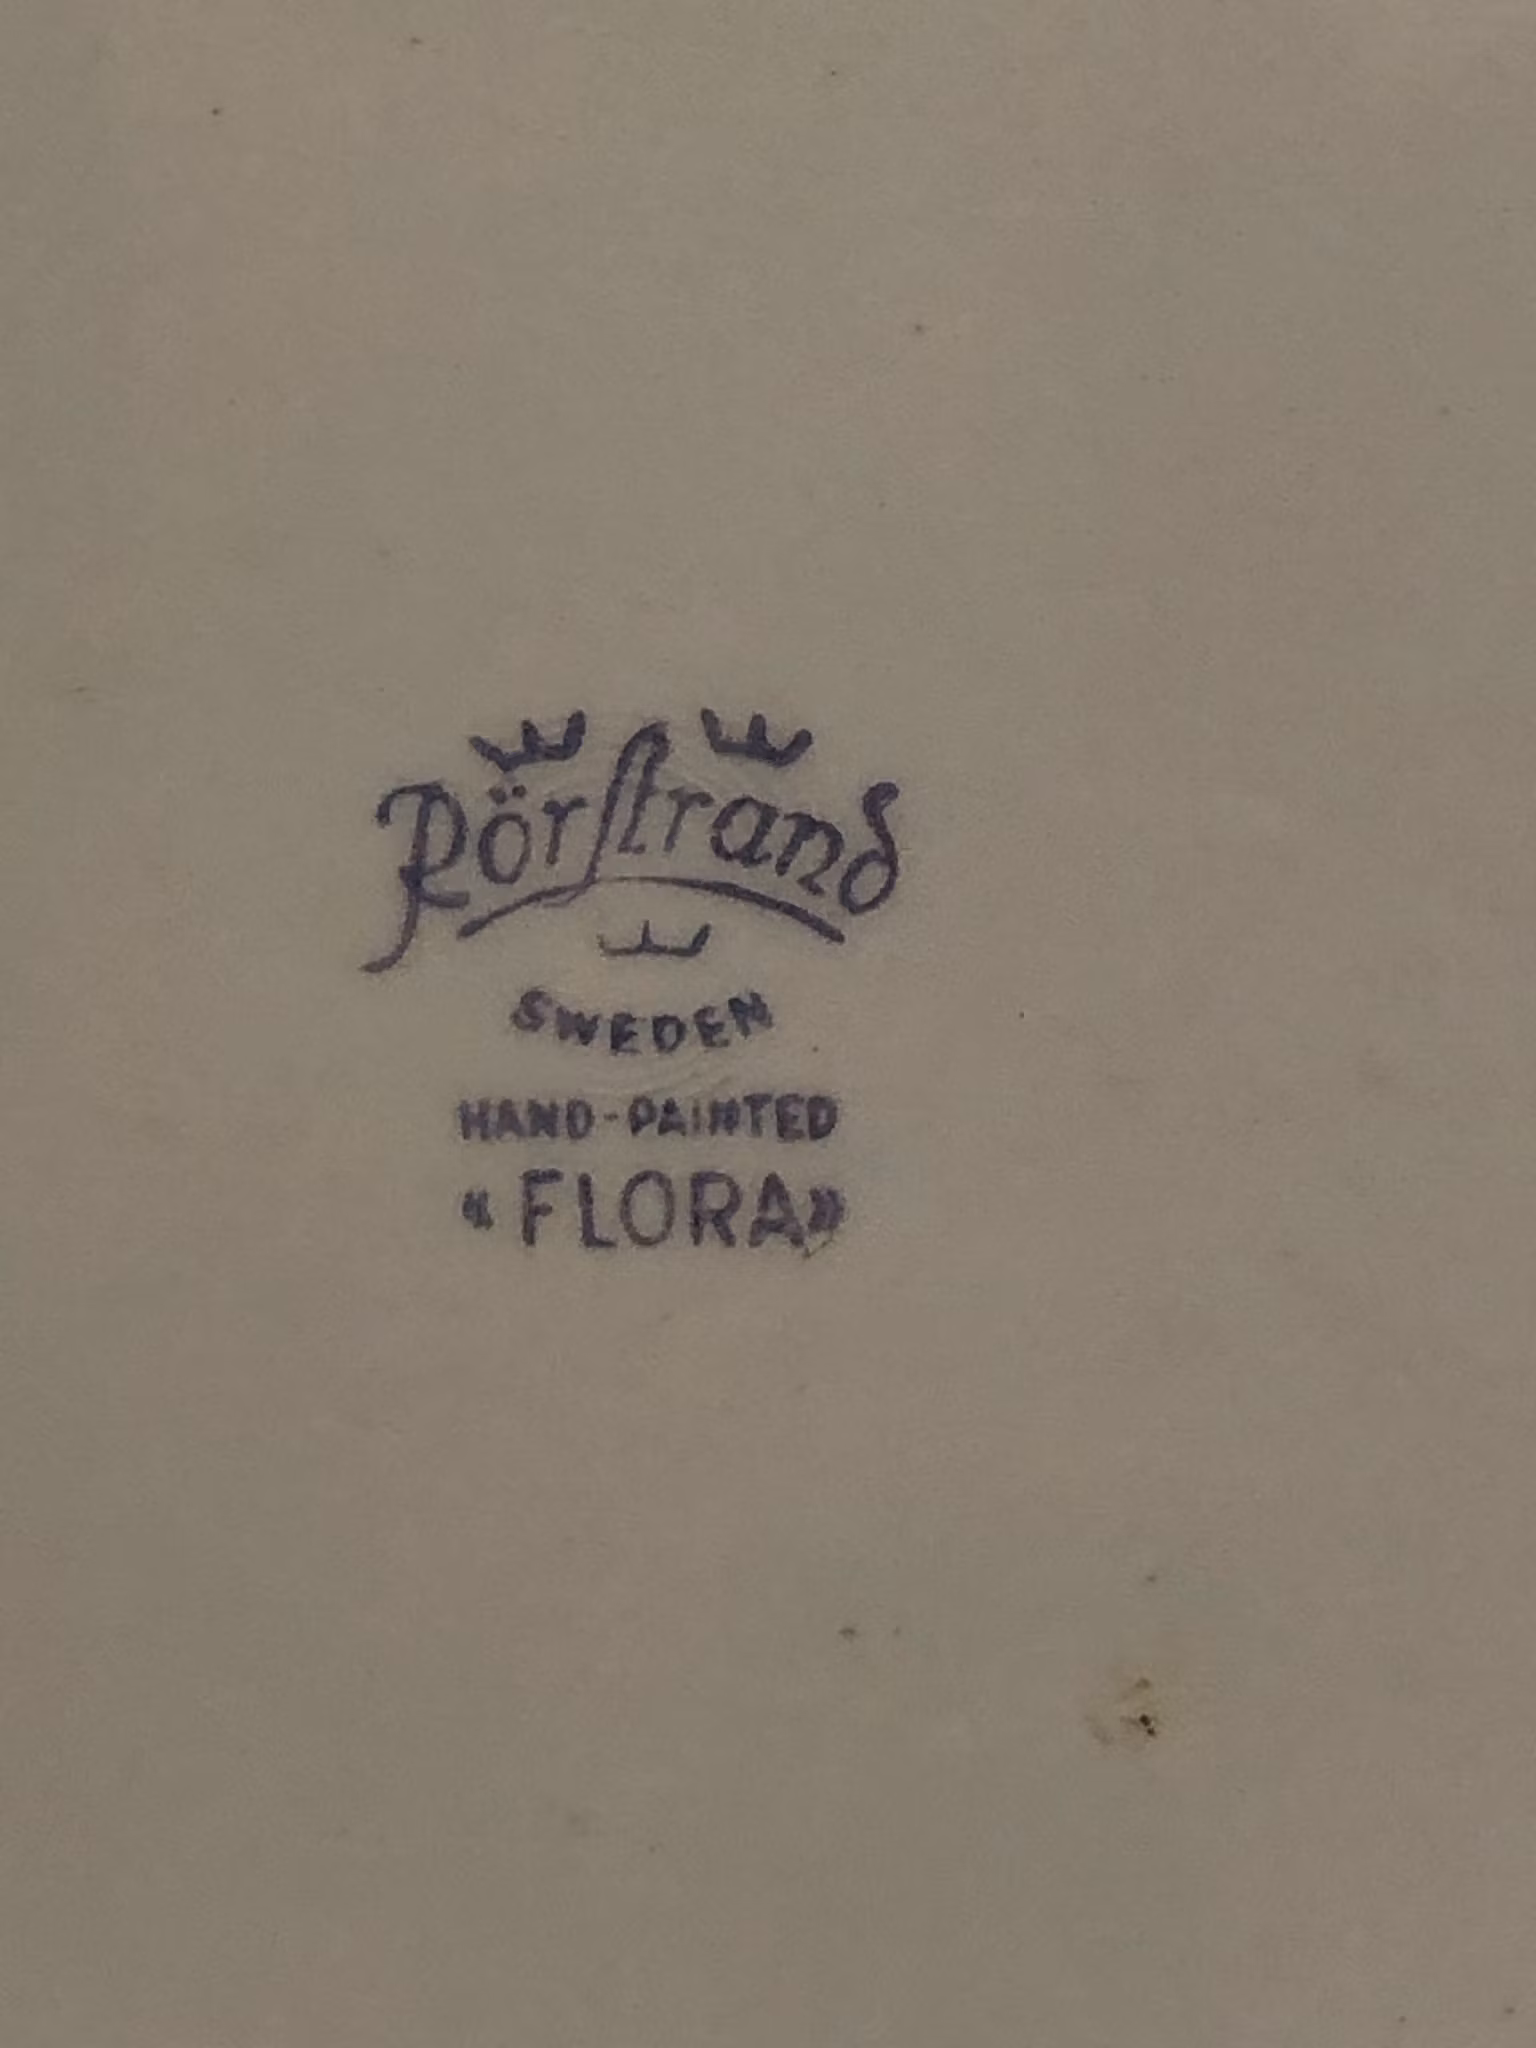 Rörstrand
SWEDEN
HAND-PAINTED
« FLORA»